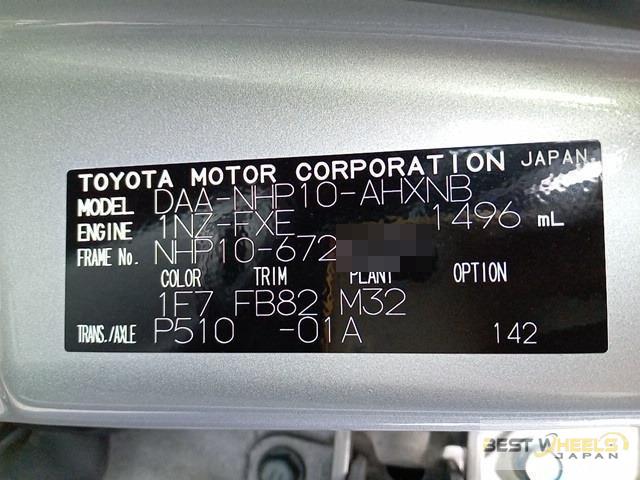 TOYOTA MOTOR CORPORATION JAPAN
MODEL DAA-NHP10-AHXNB
ENGINE 1NZ-FXE 1496 mL
FRAME No. NHP10-672
COLOR TRIM PLANT OPTION
1F7 FB82 M32
TRANS./AXLE P510 -01A 142
BEST WHEELS
JAPAN